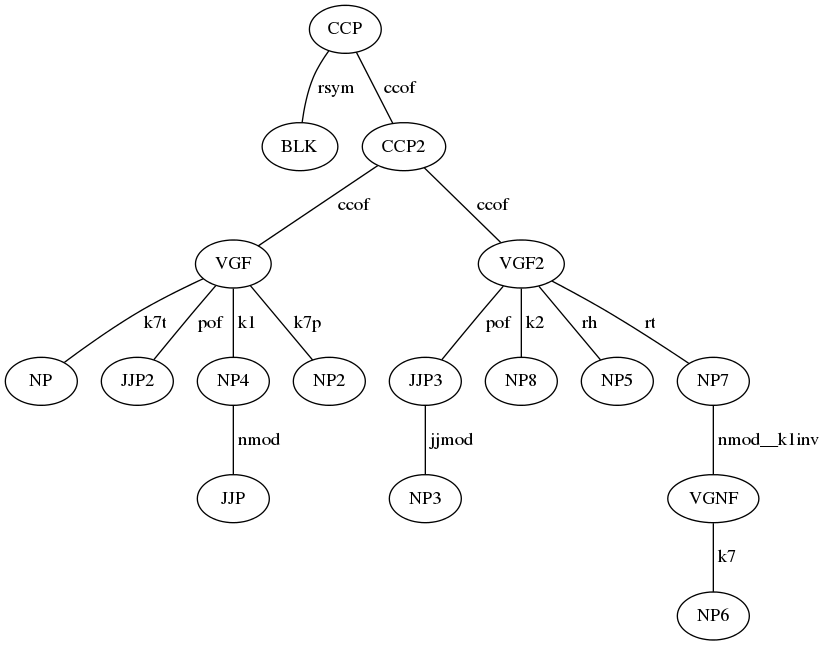 CCP
rsym ccof
BLK CCP2
ccof ccof
VGF VGF2
k7t pof k1 k7p pof k2 rh rt
NP JJP2 NP4 NP2 JJP3 NP8 NP5 NP7
nmod jjmod nmod__k1inv
JJP NP3 VGNF
k7
NP6